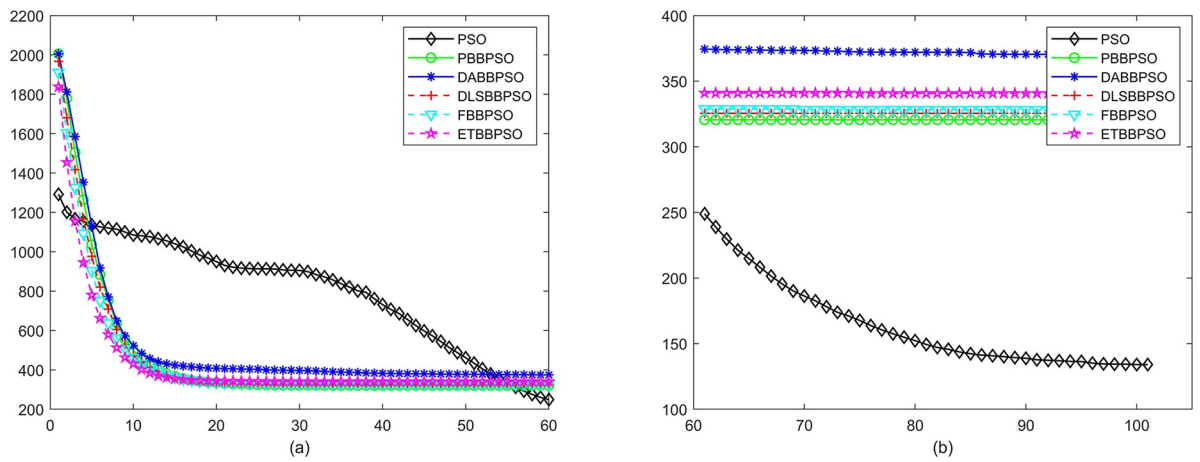 2200
2000
1800
1600
1400
1200
1000
800
600
400
200
0 10 20 30 40 50 60
(a)
PSO
PBBPSO
DABBPSO
DLSBBPSO
FBBPSO
ETBBPSO
400
350
300
250
200
150
100
60 70 80 90 100
(b)
PSO
PBBPSO
DABBPSO
DLSBBPSO
FBBPSO
ETBBPSO